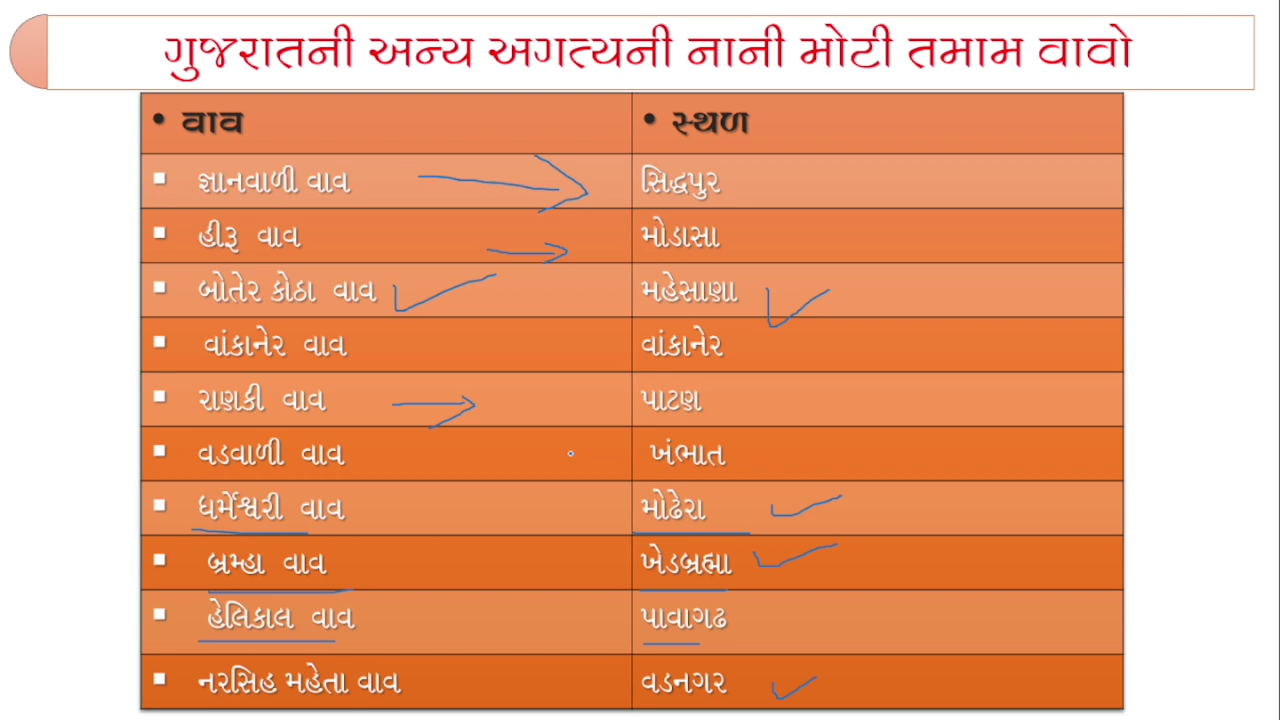 ગુજરાતની અન્ય અગત્યની નાની મોટી તમામ વાવો
• વાવ • સ્થળ
જ્ઞાનવાળી વાવ સિદ્ધપુર
હીરૂ વાવ મોડાસા
બોતેર કોઠા વાવ મહેસાણા
વાંકાનેર વાવ વાંકાનેર
રાણકી વાવ પાટણ
વડવાળી વાવ ખંભાત
ધર્મેશ્વરી વાવ મોઢેરા
બ્રમ્હા વાવ ખેડબ્રહ્મા
હેલિકાલ વાવ પાવાગઢ
નરસિહ મહેતા વાવ વડનગર